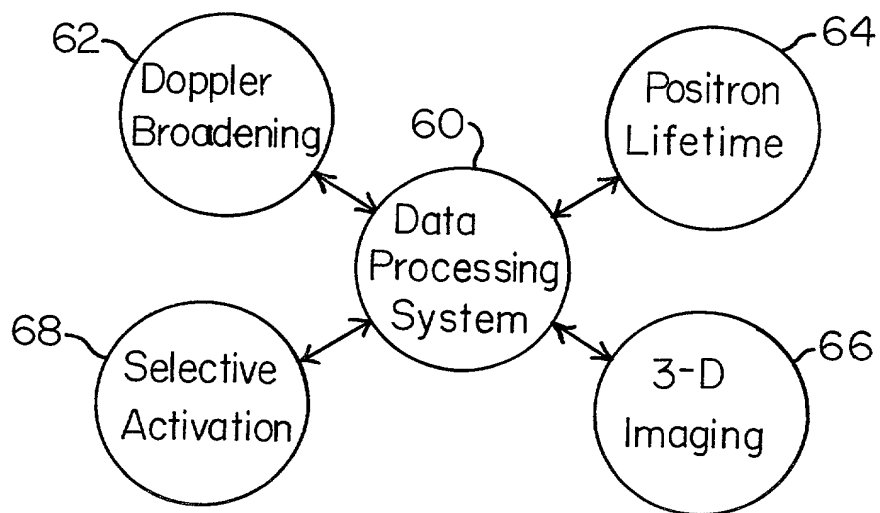 62
Doppler
Broadening
64
Positron
Lifetime
60
Data
Processing
System
68
Selective
Activation
66
3-D
Imaging